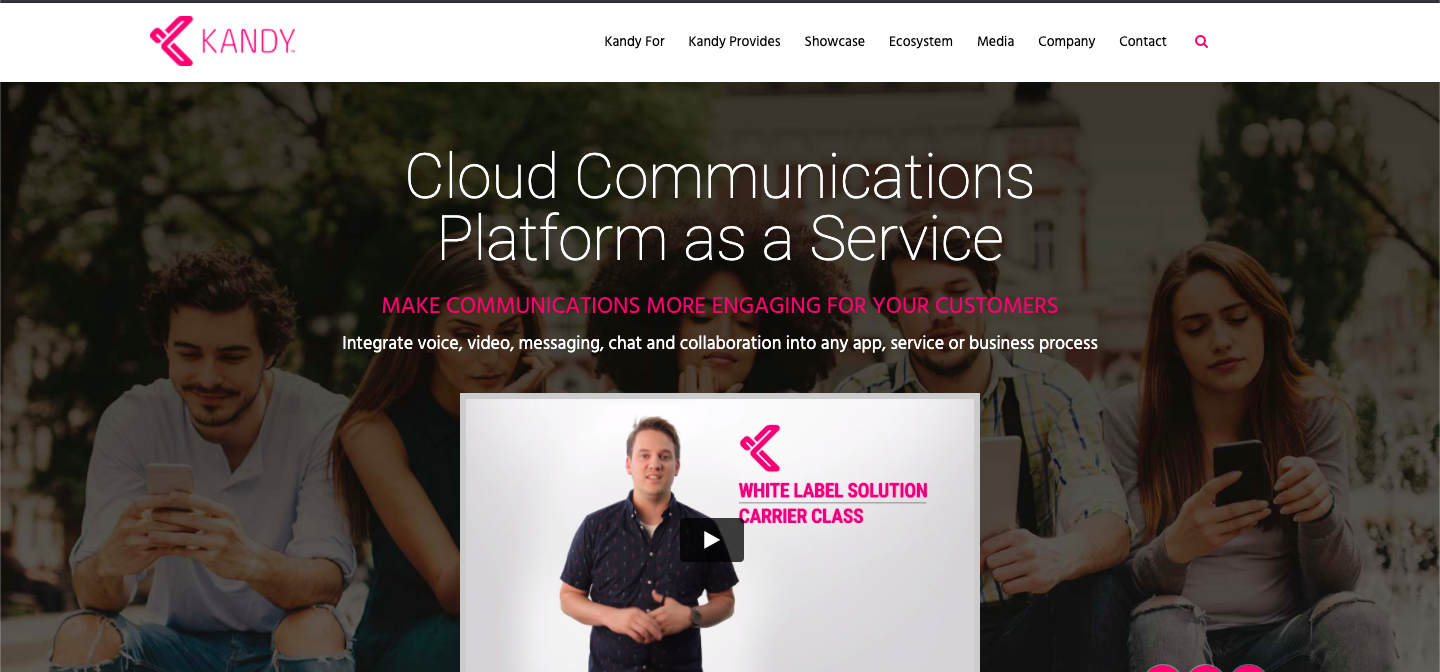 KANDY
Kandy For Kandy Provides Showcase Ecosystem Media Company Contact
Cloud Communications
Platform as a Service
MAKE COMMUNICATIONS MORE ENGAGING FOR YOUR CUSTOMERS
Integrate voice, video, messaging, chat and collaboration into any app, service or business process
WHITE LABEL SOLUTION
CARRIER CLASS